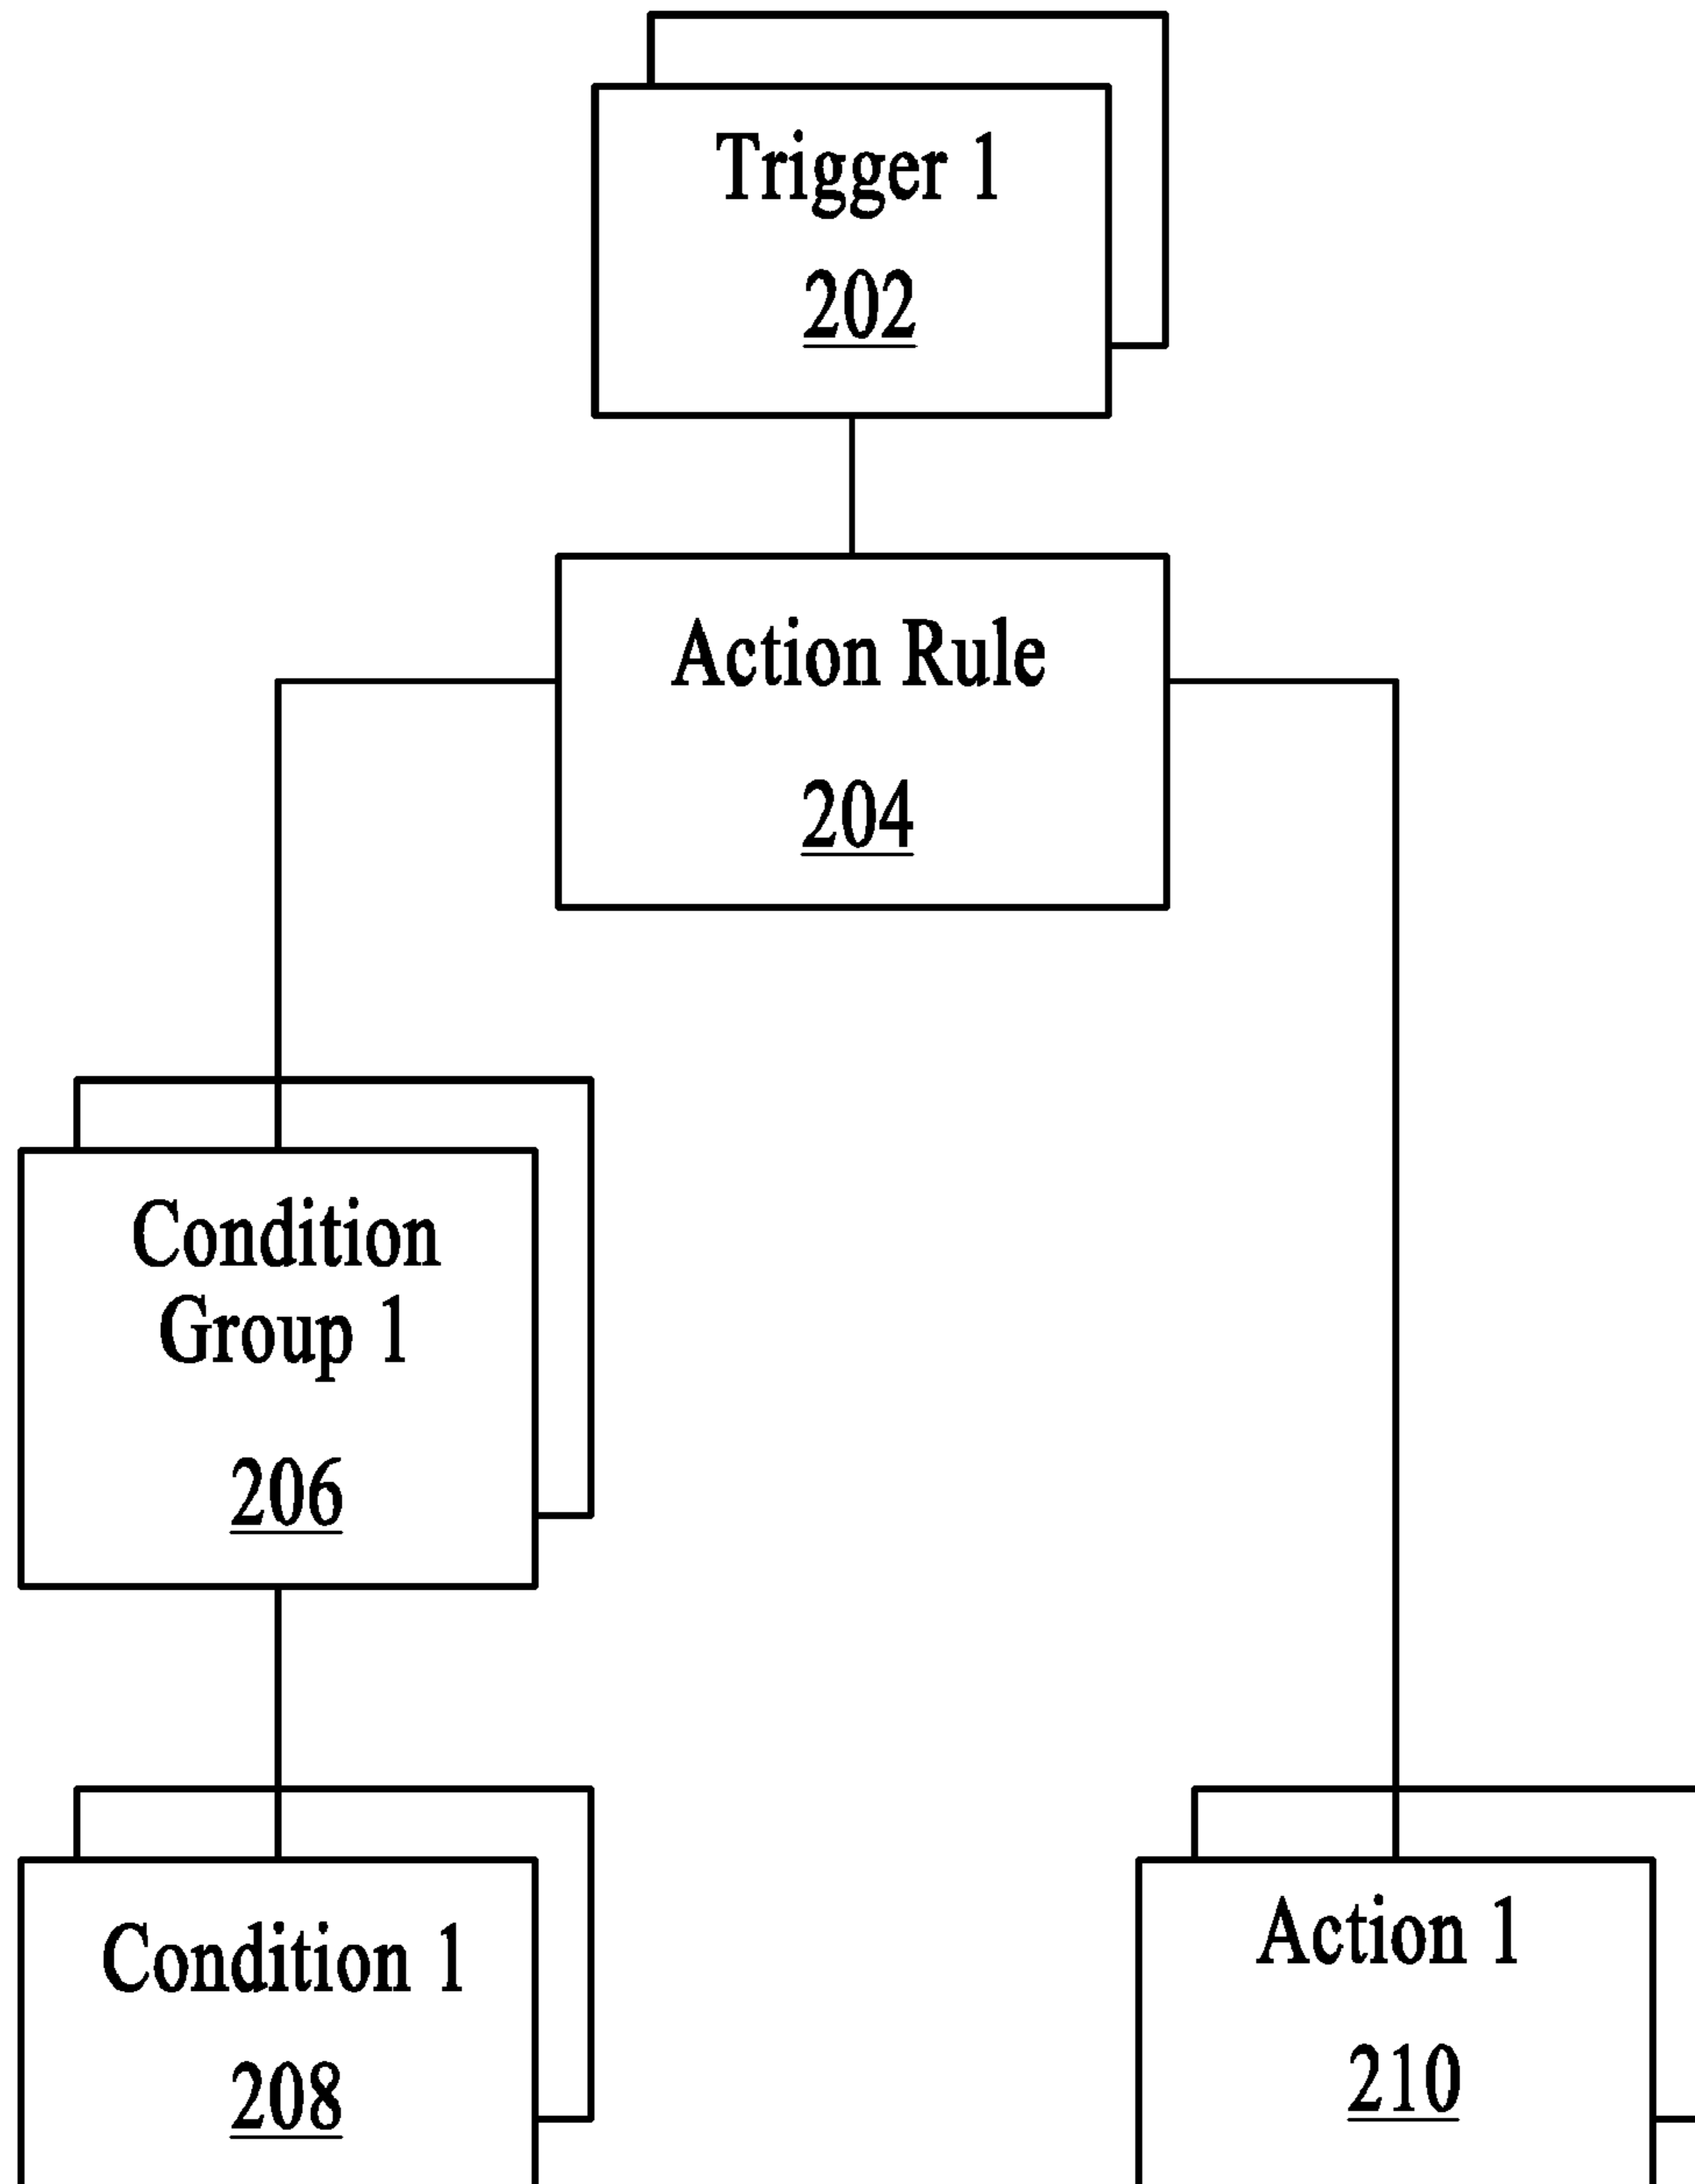 Trigger 1
202
Action Rule
204
Condition
Group 1
206
Condition 1
208
Action 1
210